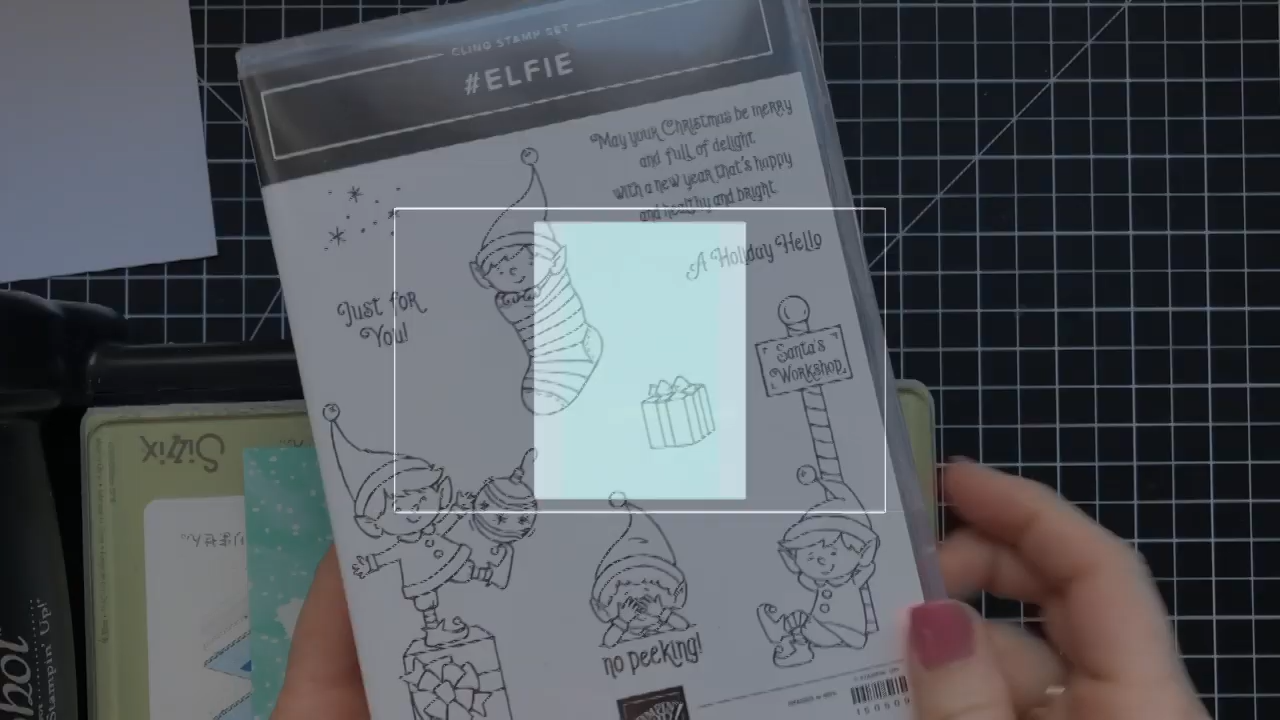 CLING STAMP SET
#ELFIE
May your Christmas be merry
and full of delight
with a new year that's happy
and healthy and bright
A Holiday Hello
Just for
You!
Santa's
Workshop
Sizzix
no peeking!
Stampin' Up!